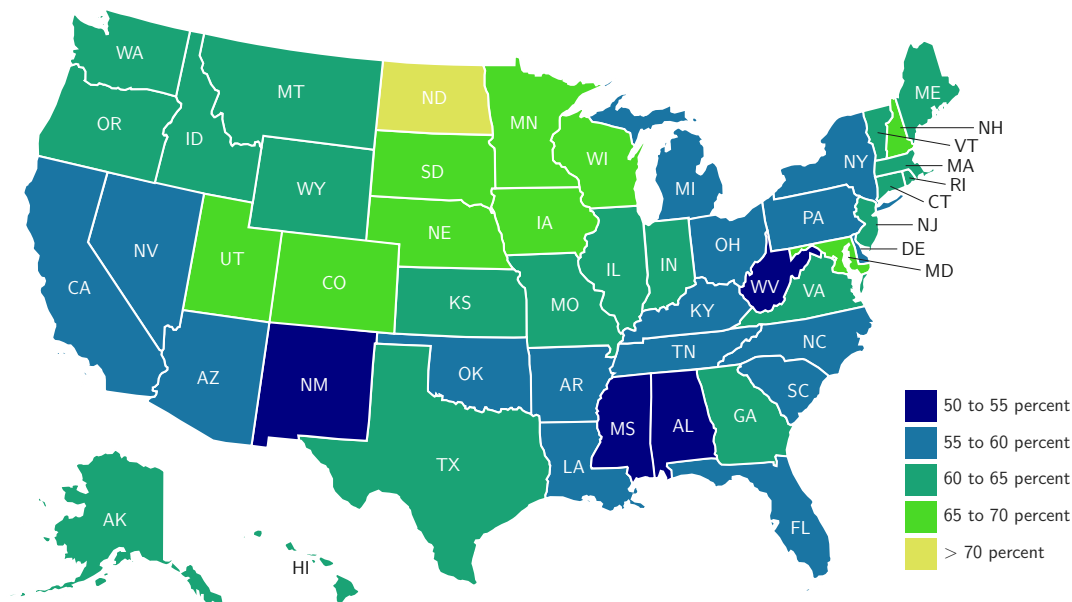 WA
MT
ND
MN
ME
OR
ID
NH
VT
WI
NY
MA
SD
MI
RI
WY
CT
IA
PA
NE
NJ
NV
OH
DE
UT
IL
IN
MD
CO
CA
WV
VA
KS
MO
KY
NC
TN
OK
AZ
NM
AR
SC
50 to 55 percent
GA
MS
AL
55 to 60 percent
TX
LA
60 to 65 percent
AK
65 to 70 percent
FL
> 70 percent
HI